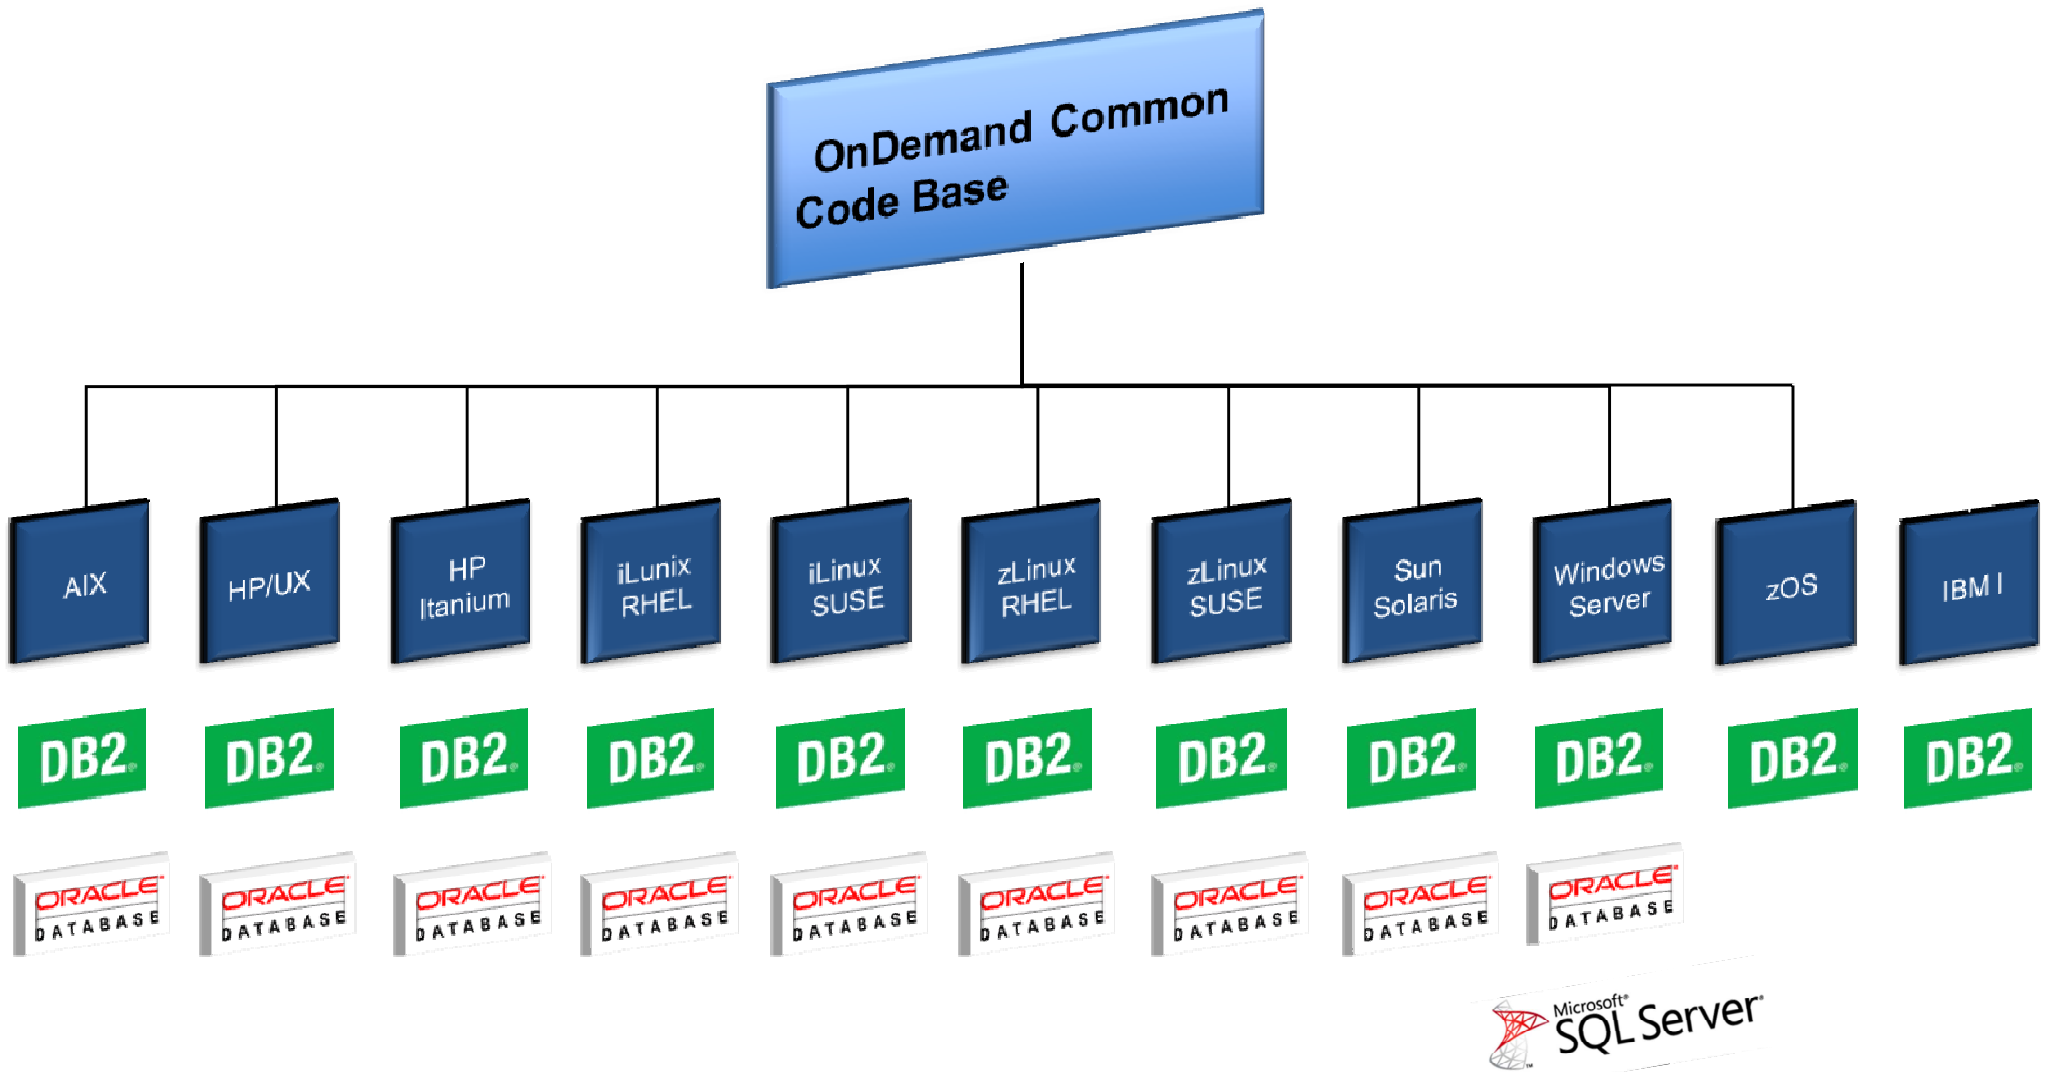 OnDemand Common
Code Base
AIX
HP/UX
HP
Itanium
iLunix
RHEL
iLinux
SUSE
zLinux
RHEL
zLinux
SUSE
Sun
Solaris
Windows
Server
zOS
IBM I
DB2®
DB2®
DB2®
DB2®
DB2®
DB2®
DB2®
DB2®
DB2®
DB2®
DB2®
ORACLE®
DATABASE
ORACLE®
DATABASE
ORACLE®
DATABASE
ORACLE®
DATABASE
ORACLE®
DATABASE
ORACLE®
DATABASE
ORACLE®
DATABASE
ORACLE®
DATABASE
ORACLE®
DATABASE
Microsoft®
SQL Server®
™